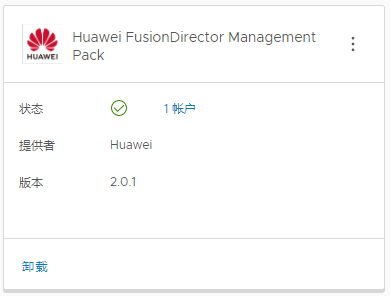 HUAWEI
Huawei FusionDirector Management
Pack
状态 1 帐户
提供者 Huawei
版本 2.0.1
卸载